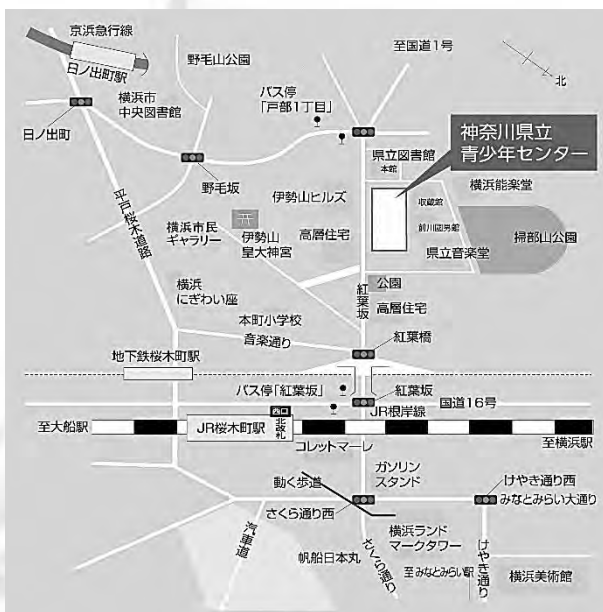 京浜急行線
日ノ出町駅
野毛山公園
至国道1号
北
横浜市
中央図書館
バス停
「戸部1丁目」
日ノ出町
野毛坂
県立図書館
本館
神奈川県立
青少年センター
平戸桜木道路
横浜市民
ギャラリー
伊勢山
皇大神宮
伊勢山ヒルズ
高層住宅
収蔵館
前川國男館
横浜能楽堂
県立音楽堂
掃部山公園
横浜
にぎわい座
紅葉坂
公園
高層住宅
本町小学校
音楽通り
紅葉橋
地下鉄桜木町駅
バス停「紅葉坂」
紅葉坂
国道16号
西口
JR根岸線
至大船駅
JR桜木町駅
北改札
コレットマーレ
至横浜駅
動く歩道
ガソリン
スタンド
けやき通り西
さくら通り西
みなとみらい大通り
汽車道
帆船日本丸
横浜ランド
マークタワー
さくら通り
至みなとみらい駅
けやき通り
横浜美術館